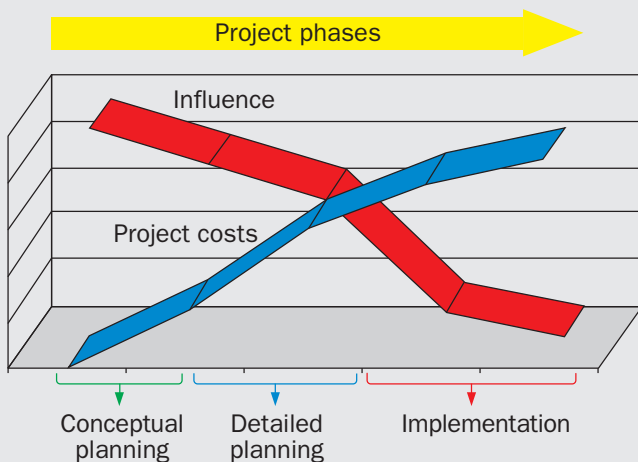 Project phases
Influence
Project costs
Conceptual
planning
Detailed
planning
Implementation